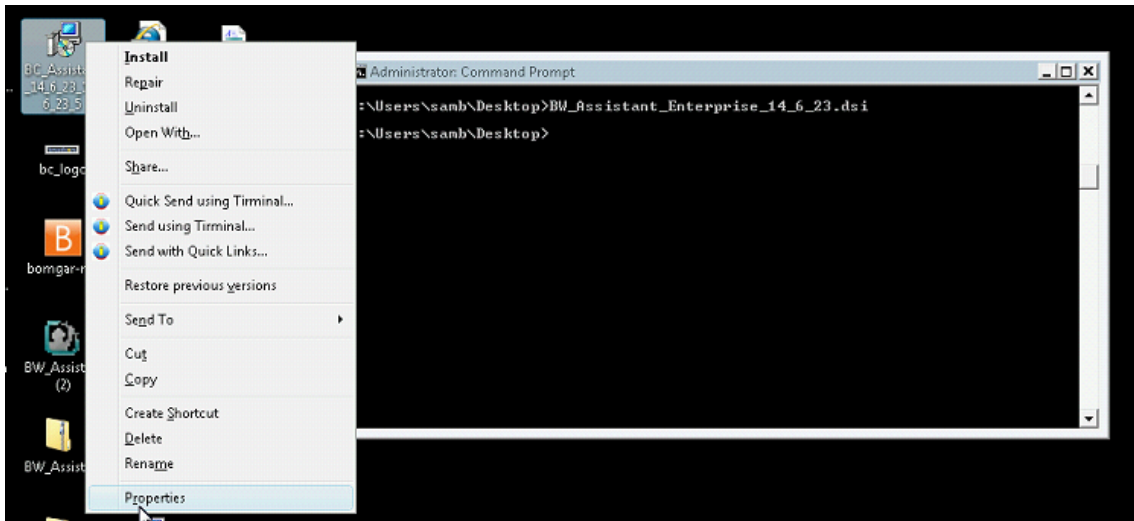 BC_Assist
_14_6_23_
6_23_5
bc_logo
bomgar-r
BW_Assist
(2)
BW_Assist
Install
Repair
Uninstall
Open With...
Share...
Quick Send using Tirminal...
Send using Tirminal...
Send with Quick Links...
Restore previous versions
Send To
Cut
Copy
Create Shortcut
Delete
Rename
Properties
Administrator: Command Prompt
:\Users\samb\Desktop>BW_Assistant_Enterprise_14_6_23.dsi
:\Users\samb\Desktop>